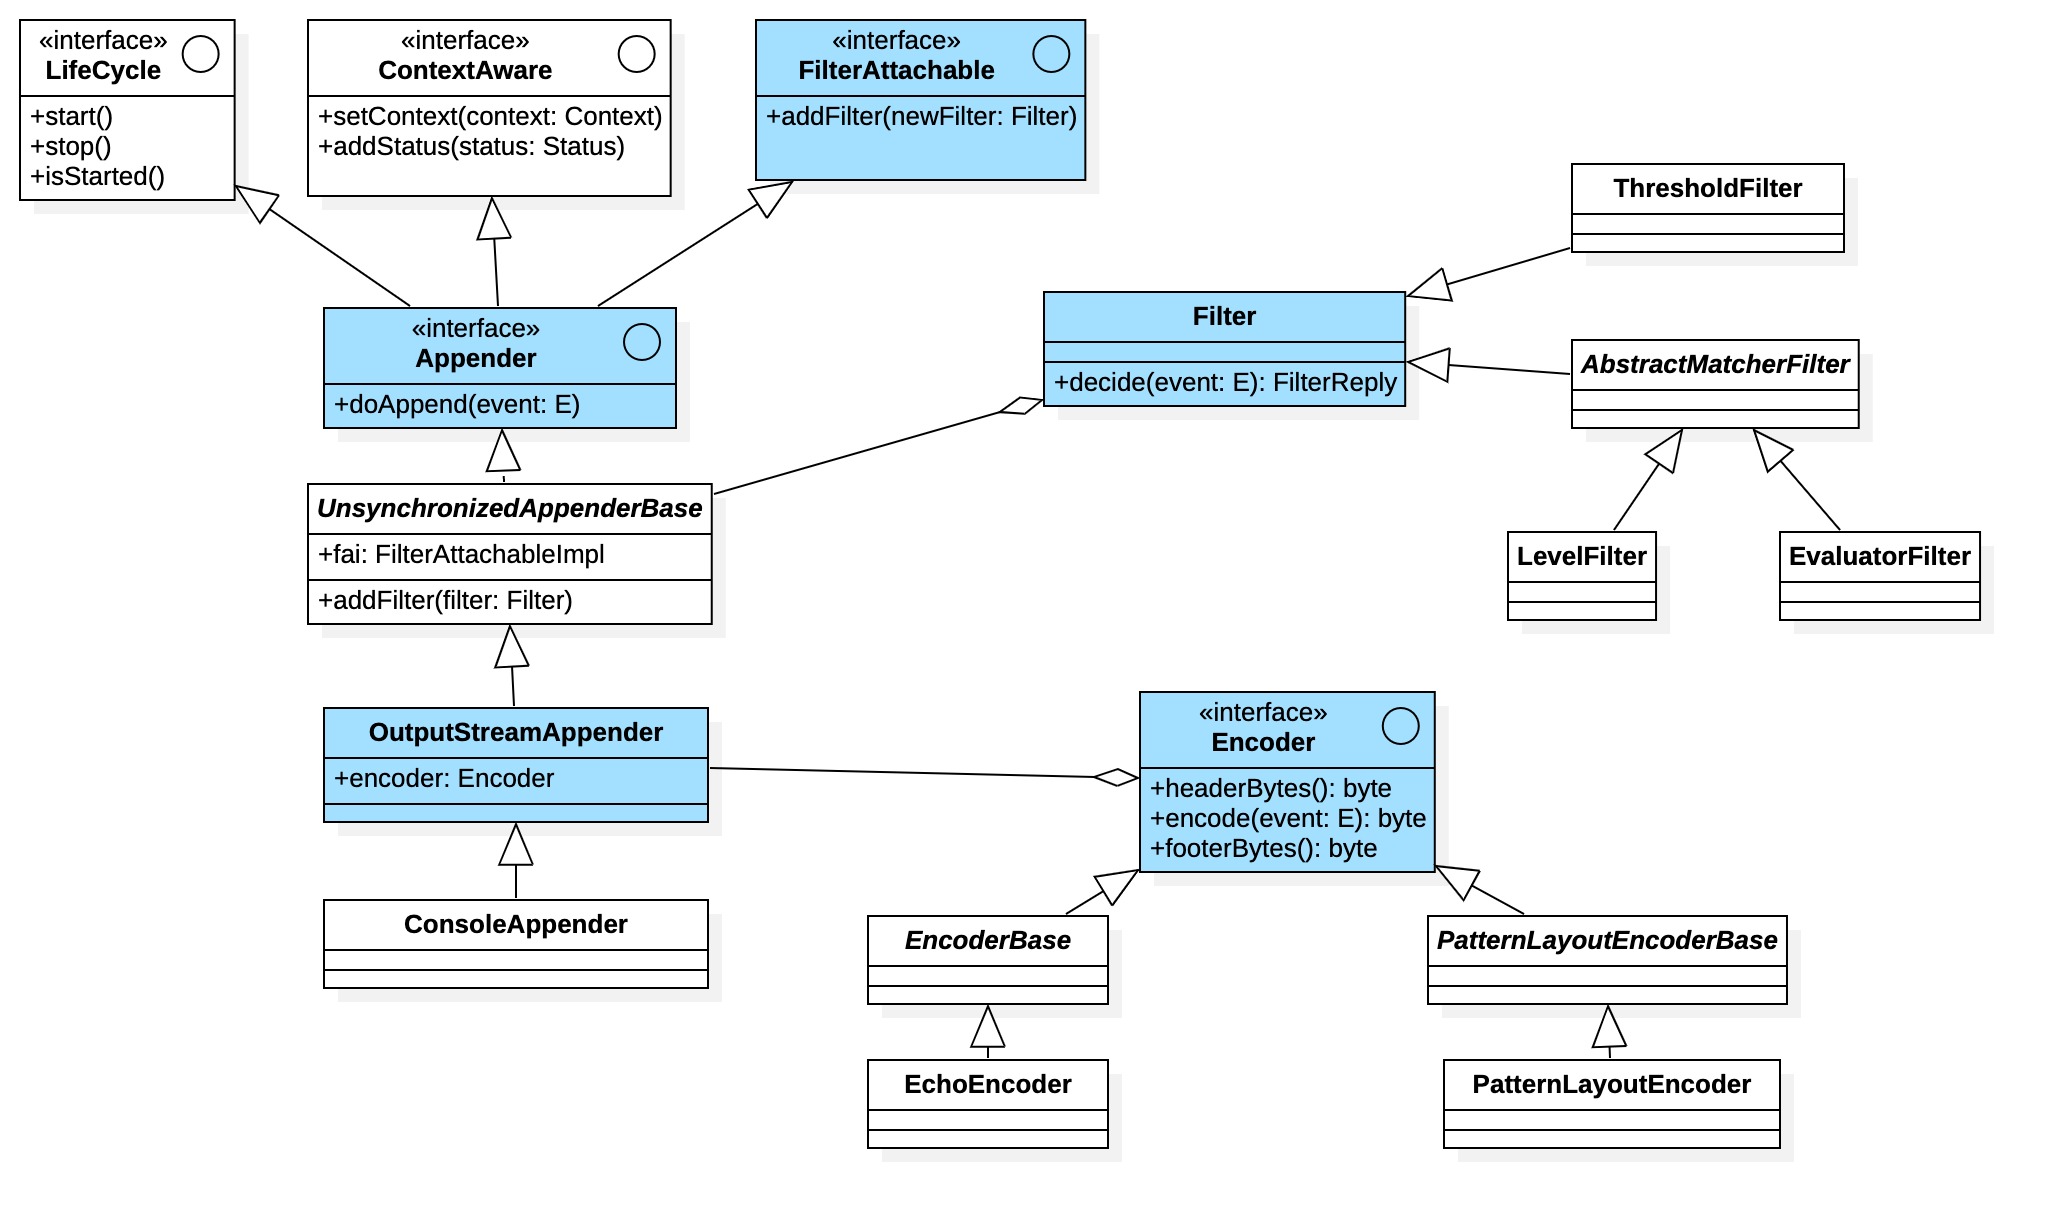 «interface»
LifeCycle
+start()
+stop()
+isStarted()
«interface»
ContextAware
+setContext(context: Context)
+addStatus(status: Status)
«interface»
FilterAttachable
+addFilter(newFilter: Filter)
ThresholdFilter
«interface»
Appender
+doAppend(event: E)
Filter
+decide(event: E): FilterReply
AbstractMatcherFilter
UnsynchronizedAppenderBase
+fai: FilterAttachableImpl
+addFilter(filter: Filter)
LevelFilter
EvaluatorFilter
OutputStreamAppender
+encoder: Encoder
«interface»
Encoder
+headerBytes(): byte
+encode(event: E): byte
+footerBytes(): byte
ConsoleAppender
EncoderBase
PatternLayoutEncoderBase
EchoEncoder
PatternLayoutEncoder